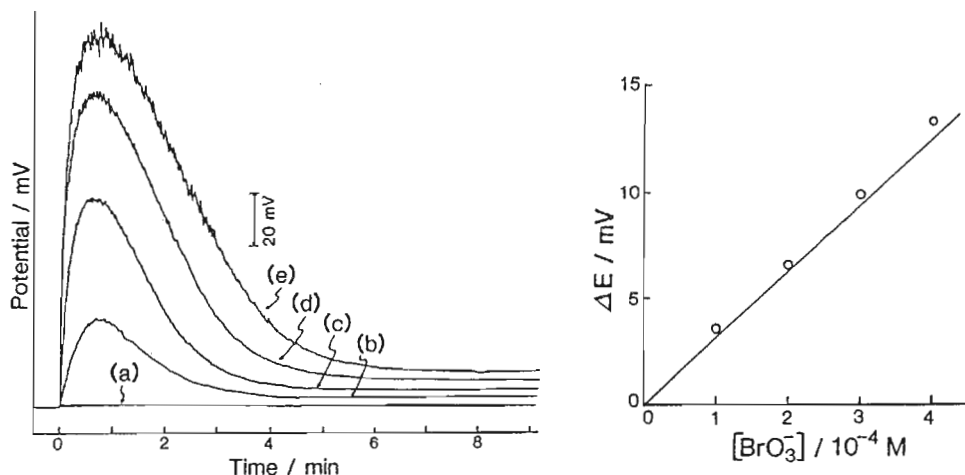 Potential / mV
20 mV
(e)
(d)
(c)
(b)
(a)
0 2 4 6 8
Time / min
ΔE / mV
15
10
5
0
0 1 2 3 4
[BrO₃⁻] / 10⁻⁴ M